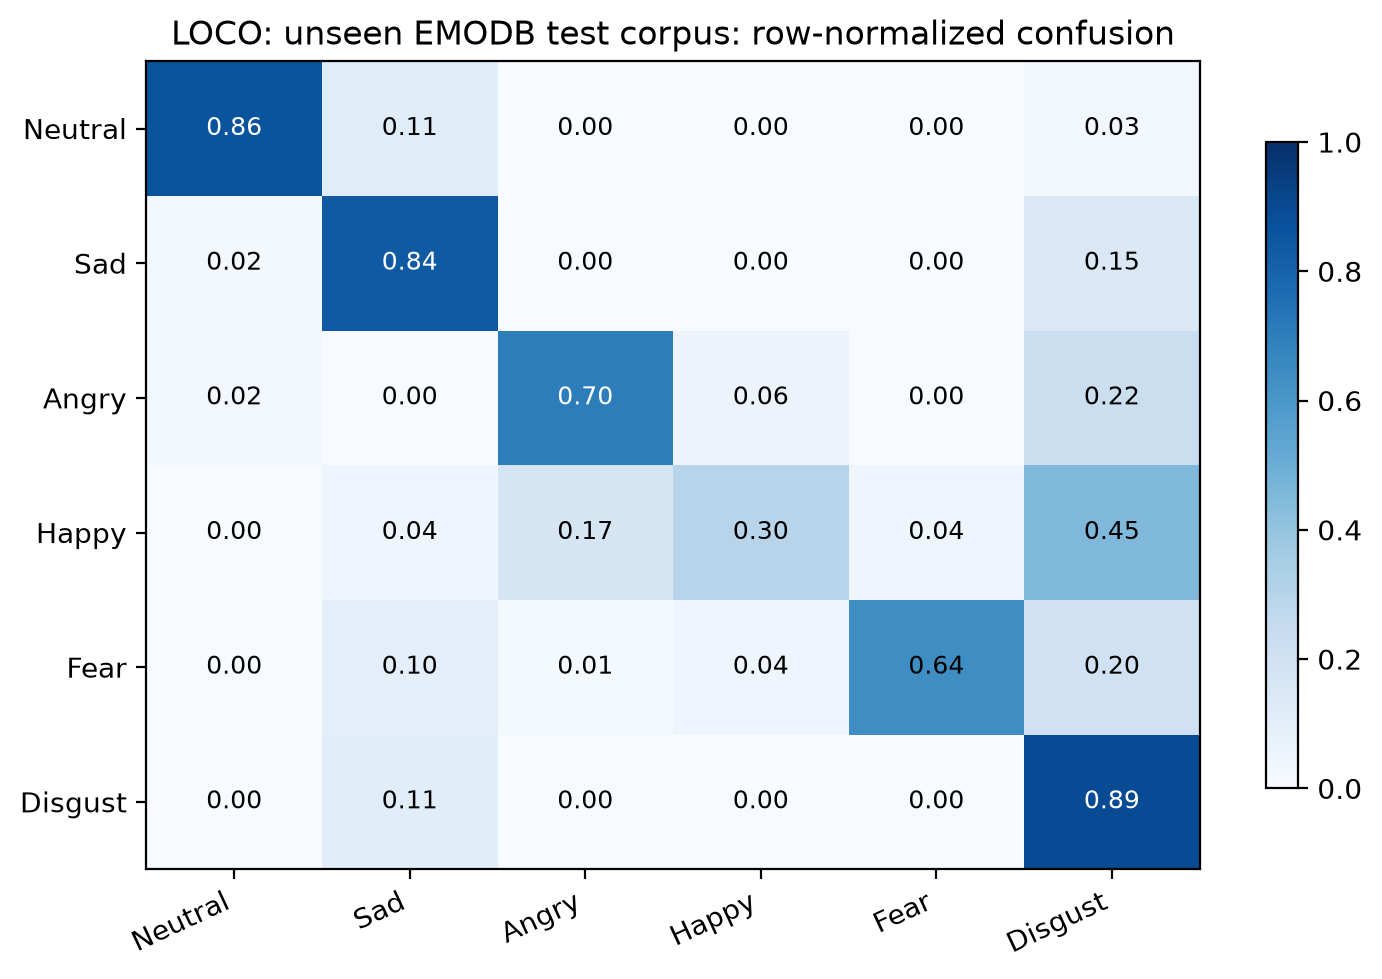 LOCO: unseen EMODB test corpus: row-normalized confusion
Neutral 0.86 0.11 0.00 0.00 0.00 0.03
Sad 0.02 0.84 0.00 0.00 0.00 0.15
Angry 0.02 0.00 0.70 0.06 0.00 0.22
Happy 0.00 0.04 0.17 0.30 0.04 0.45
Fear 0.00 0.10 0.01 0.04 0.64 0.20
Disgust 0.00 0.11 0.00 0.00 0.00 0.89
Neutral Sad Angry Happy Fear Disgust
1.0
0.8
0.6
0.4
0.2
0.0